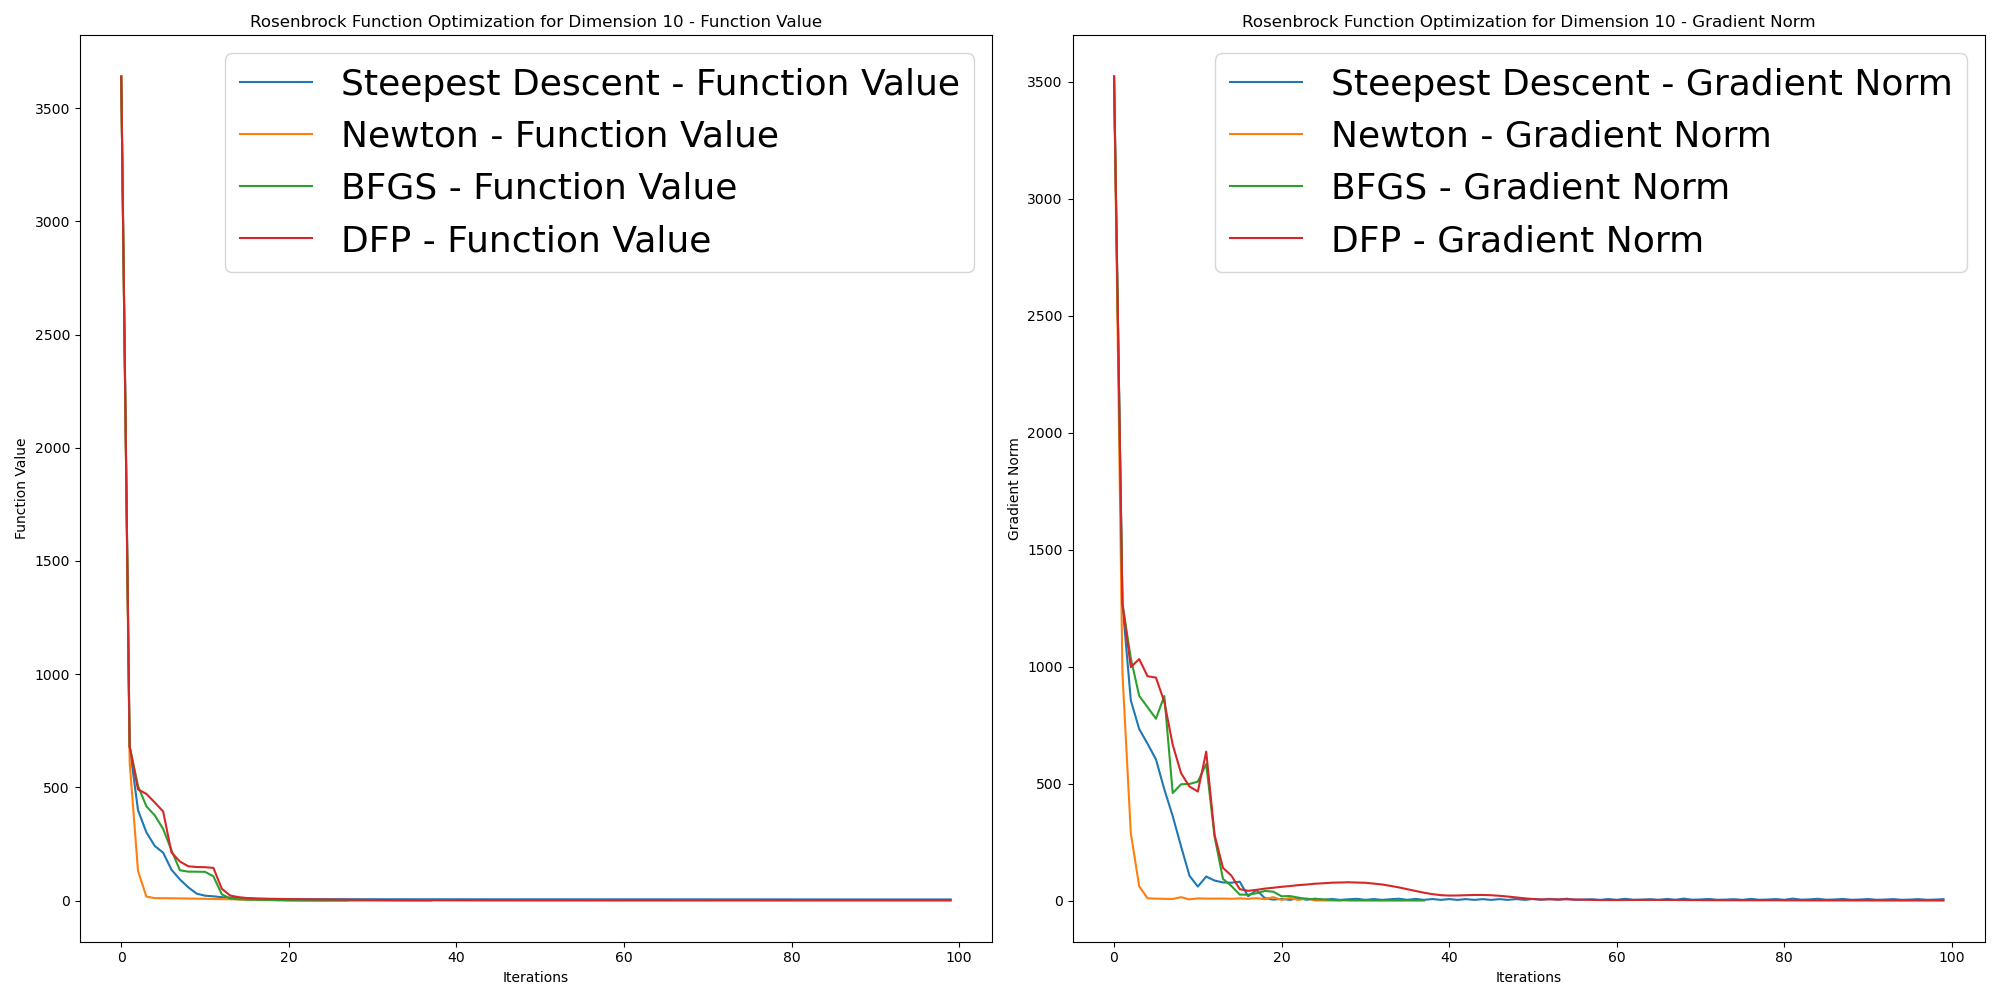 Rosenbrock Function Optimization for Dimension 10 - Function Value
Steepest Descent - Function Value
Newton - Function Value
BFGS - Function Value
DFP - Function Value
Function Value
3500
3000
2500
2000
1500
1000
500
0
0 20 40 60 80 100
Iterations
Rosenbrock Function Optimization for Dimension 10 - Gradient Norm
Steepest Descent - Gradient Norm
Newton - Gradient Norm
BFGS - Gradient Norm
DFP - Gradient Norm
Gradient Norm
3500
3000
2500
2000
1500
1000
500
0
0 20 40 60 80 100
Iterations